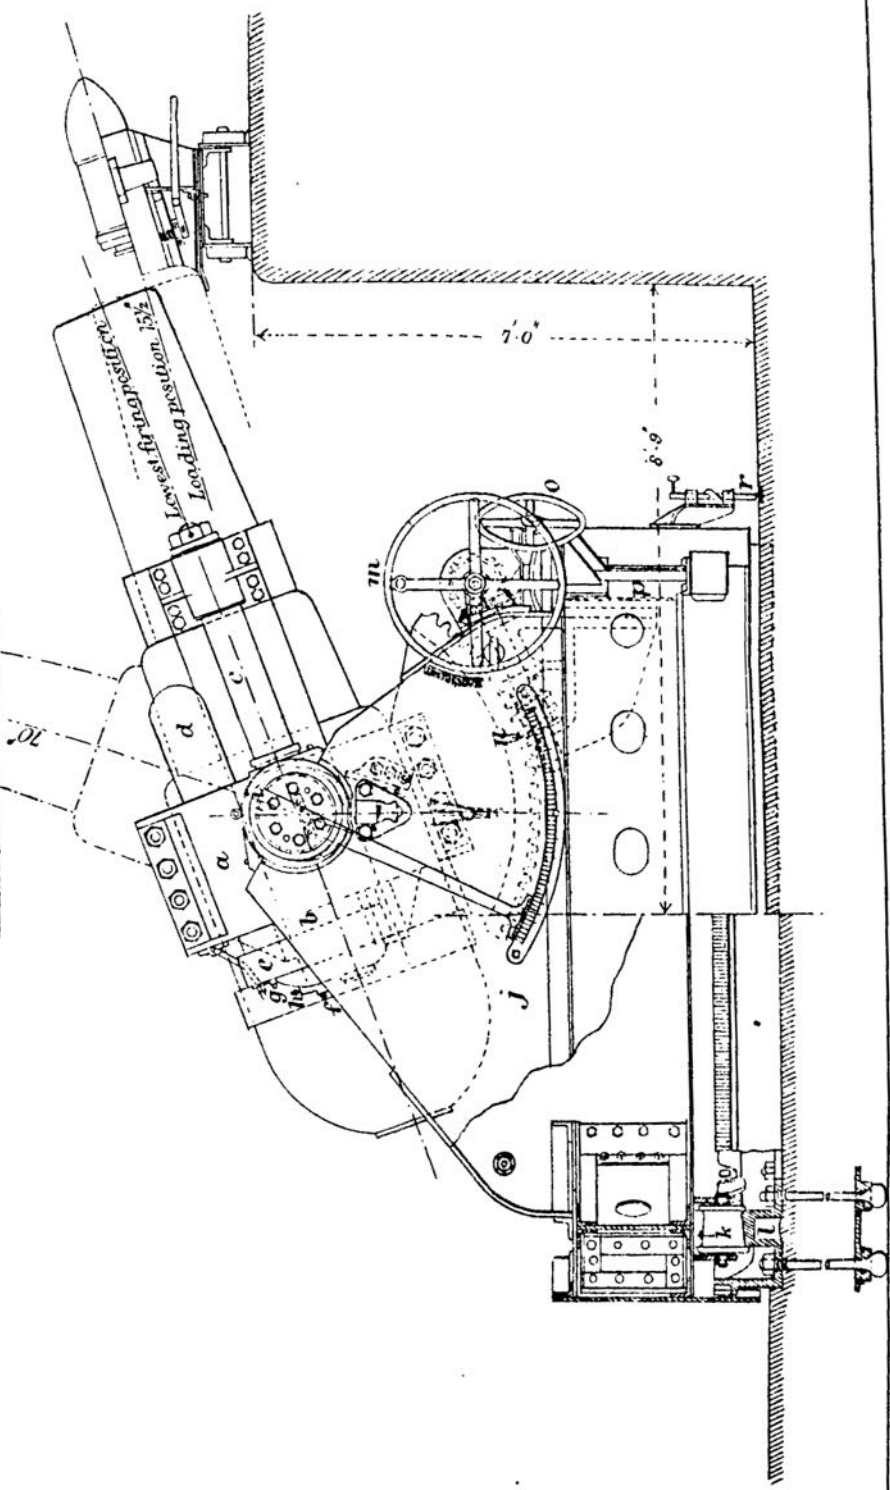 70°
Lowest firing position
Loading position 15½°
7'.0"
8'.9"
a
b
c
d
e
g
h
f
j
k
l
m
n
o
p
r